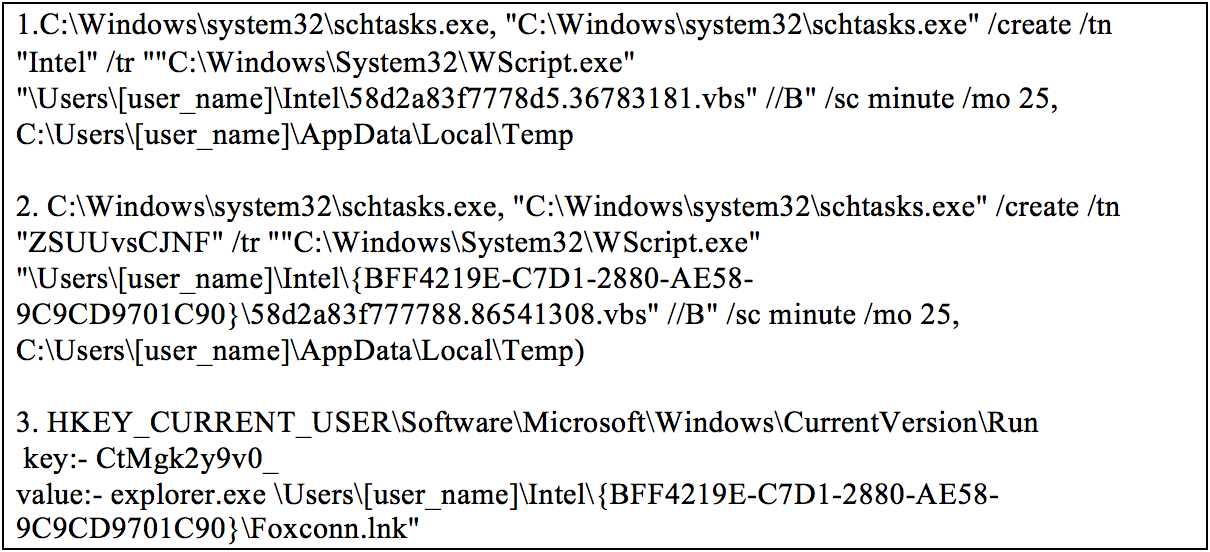 1.C:\Windows\system32\schtasks.exe, "C:\Windows\system32\schtasks.exe" /create /tn
"Intel" /tr ""C:\Windows\System32\WScript.exe"
"\Users\[user_name]\Intel\58d2a83f7778d5.36783181.vbs" //B" /sc minute /mo 25,
C:\Users\[user_name]\AppData\Local\Temp
2. C:\Windows\system32\schtasks.exe, "C:\Windows\system32\schtasks.exe" /create /tn
"ZSUUvsCJNF" /tr ""C:\Windows\System32\WScript.exe"
"\Users\[user_name]\Intel\{BFF4219E-C7D1-2880-AE58-
9C9CD9701C90}\58d2a83f777788.86541308.vbs" //B" /sc minute /mo 25,
C:\Users\[user_name]\AppData\Local\Temp)
3. HKEY_CURRENT_USER\Software\Microsoft\Windows\CurrentVersion\Run
key:- CtMgk2y9v0_
value:- explorer.exe \Users\[user_name]\Intel\{BFF4219E-C7D1-2880-AE58-
9C9CD9701C90}\Foxconn.lnk"